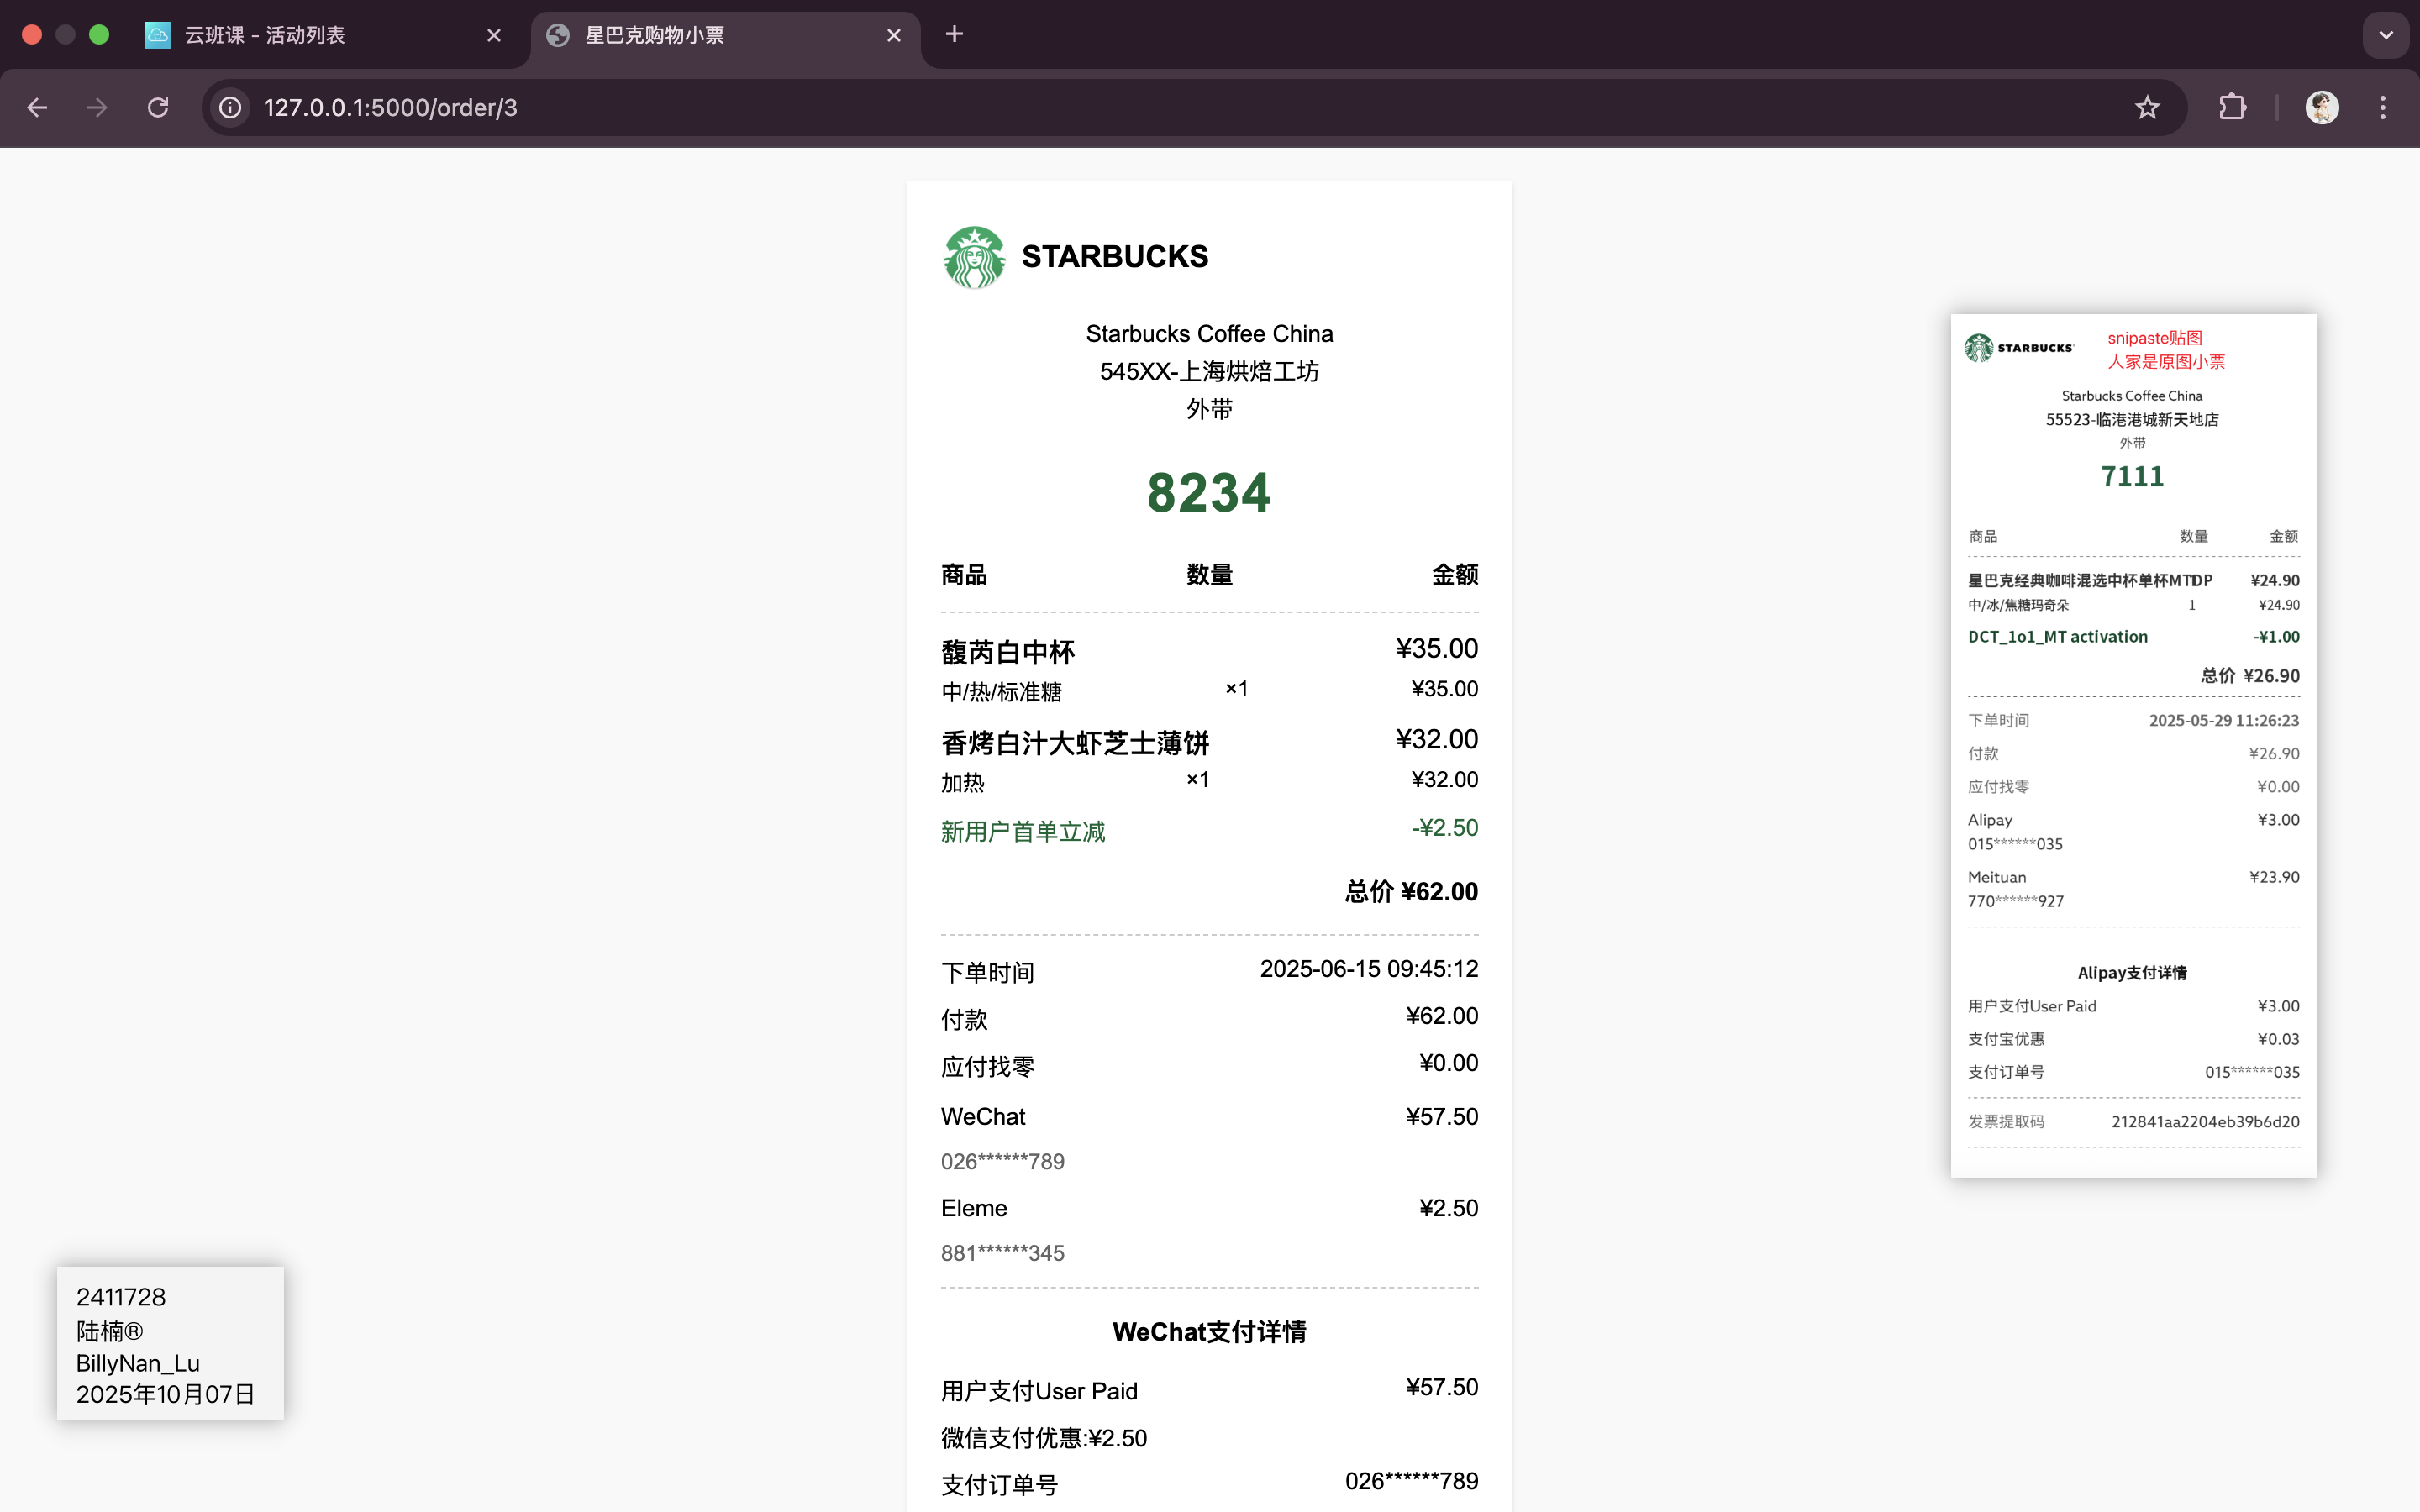 云班课 - 活动列表
星巴克购物小票
127.0.0.1:5000/order/3
STARBUCKS
Starbucks Coffee China
545XX-上海烘焙工坊
外带
8234
商品 数量 金额
馥芮白中杯 ¥35.00
中/热/标准糖 ×1 ¥35.00
香烤白汁大虾芝士薄饼 ¥32.00
加热 ×1 ¥32.00
新用户首单立减 -¥2.50
总价 ¥62.00
下单时间 2025-06-15 09:45:12
付款 ¥62.00
应付找零 ¥0.00
WeChat ¥57.50
026******789
Eleme ¥2.50
881******345
WeChat支付详情
用户支付User Paid ¥57.50
微信支付优惠:¥2.50
支付订单号 026******789
STARBUCKS
snipaste贴图
人家是原图小票
Starbucks Coffee China
55523-临港港城新天地店
外带
7111
商品 数量 金额
星巴克经典咖啡混选中杯单杯MTDP ¥24.90
中/冰/焦糖玛奇朵 1 ¥24.90
DCT_1o1_MT activation -¥1.00
总价 ¥26.90
下单时间 2025-05-29 11:26:23
付款 ¥26.90
应付找零 ¥0.00
Alipay ¥3.00
015******035
Meituan ¥23.90
770******927
Alipay支付详情
用户支付User Paid ¥3.00
支付宝优惠 ¥0.03
支付订单号 015******035
发票提取码 212841aa2204eb39b6d20
2411728
陆楠®
BillyNan_Lu
2025年10月07日